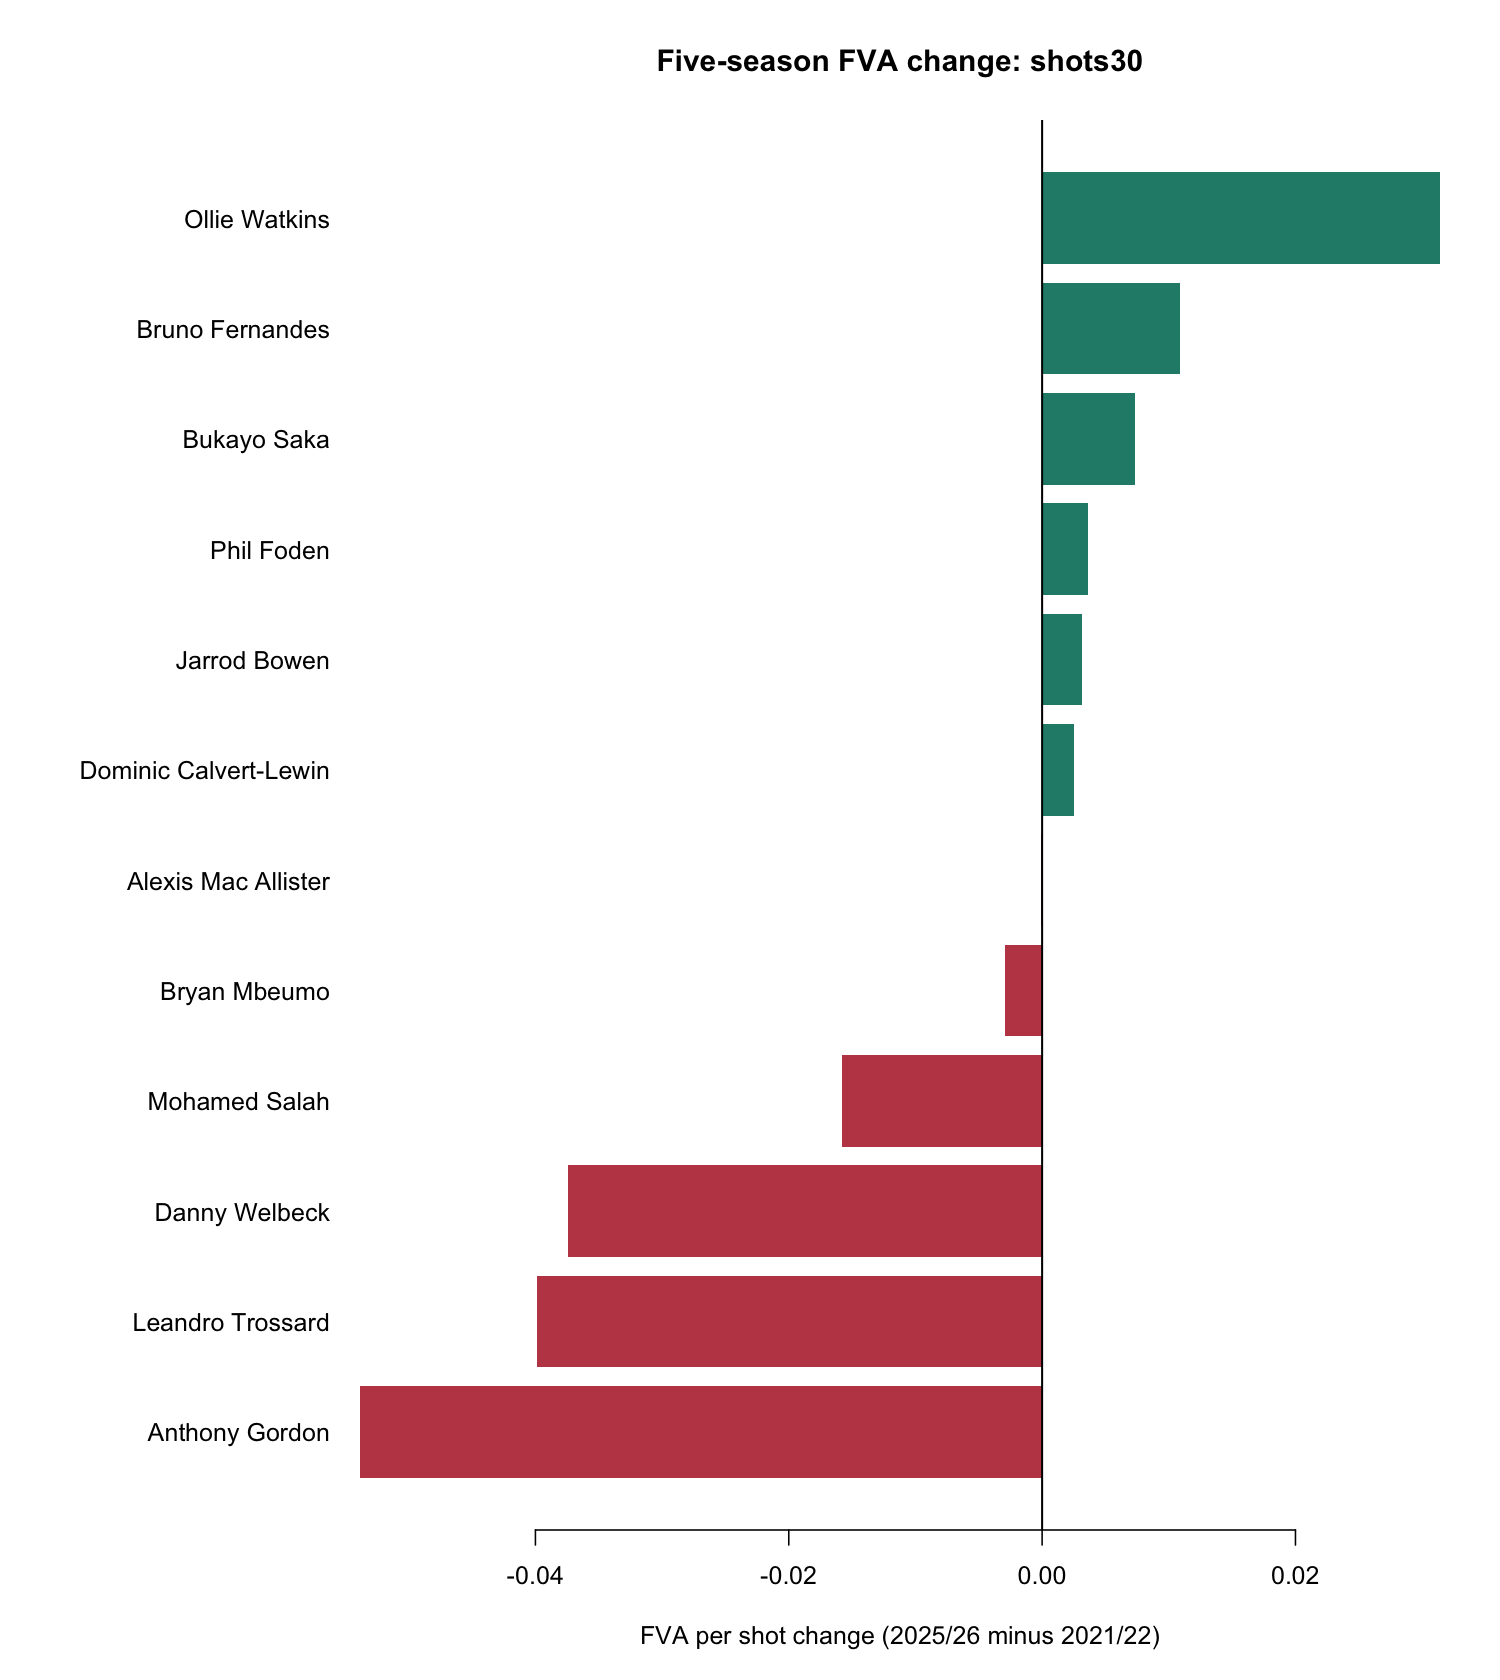 Five-season FVA change: shots30
Ollie Watkins
Bruno Fernandes
Bukayo Saka
Phil Foden
Jarrod Bowen
Dominic Calvert-Lewin
Alexis Mac Allister
Bryan Mbeumo
Mohamed Salah
Danny Welbeck
Leandro Trossard
Anthony Gordon
-0.04 -0.02 0.00 0.02
FVA per shot change (2025/26 minus 2021/22)